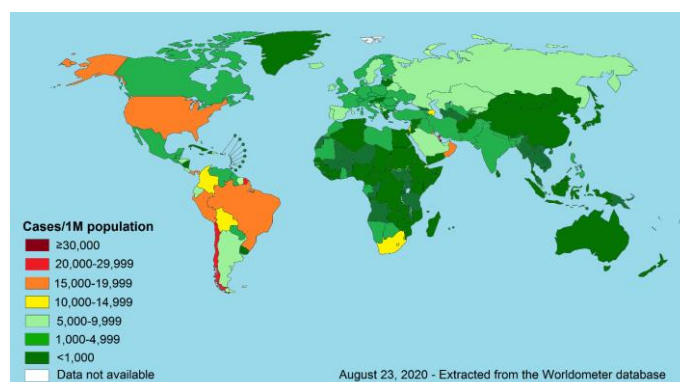 Cases/1M population
≥30,000
20,000-29,999
15,000-19,999
10,000-14,999
5,000-9,999
1,000-4,999
<1,000
Data not available
August 23, 2020 - Extracted from the Worldometer database